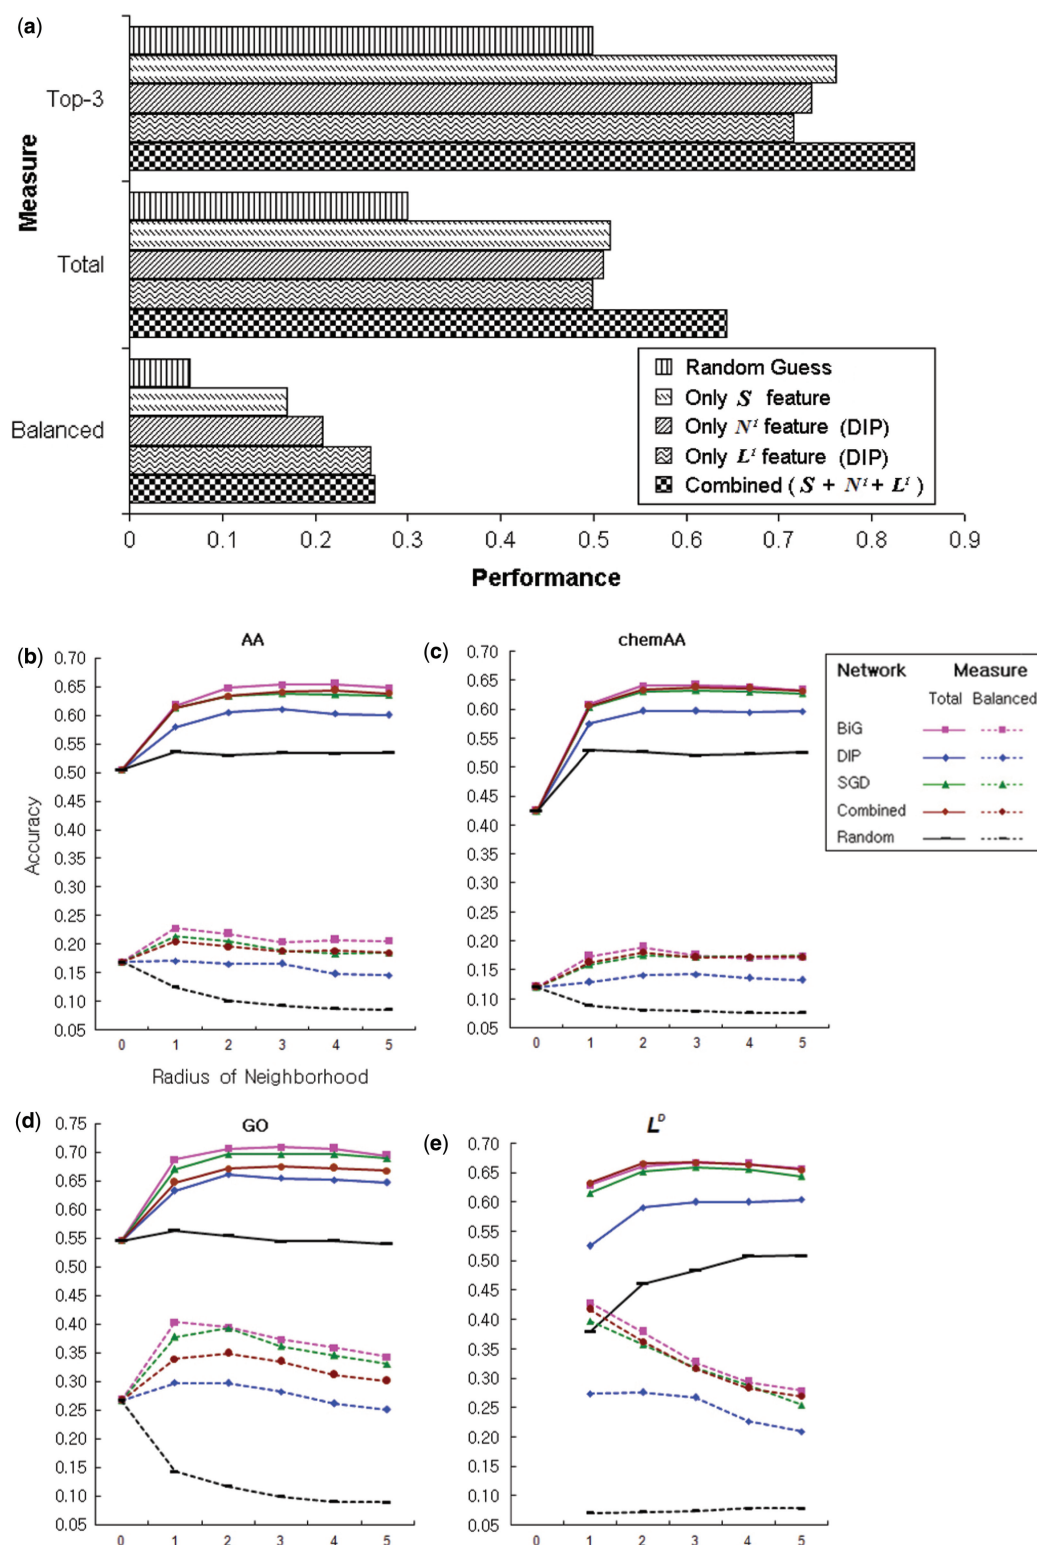 (a)
Top-3
Total
Balanced
Measure
Random Guess
Only S feature
Only Nⁱ feature (DIP)
Only Lⁱ feature (DIP)
Combined ( S + Nⁱ + Lⁱ )
0 0.1 0.2 0.3 0.4 0.5 0.6 0.7 0.8 0.9
Performance
(b)
AA
0.70
0.65
0.60
0.55
0.50
0.45
0.40
0.35
0.30
0.25
0.20
0.15
0.10
0.05
Accuracy
0 1 2 3 4 5
Radius of Neighborhood
(c)
chemAA
0.70
0.65
0.60
0.55
0.50
0.45
0.40
0.35
0.30
0.25
0.20
0.15
0.10
0.05
0 1 2 3 4 5
Network Measure
Total Balanced
BiG
DIP
SGD
Combined
Random
(d)
GO
0.75
0.70
0.65
0.60
0.55
0.50
0.45
0.40
0.35
0.30
0.25
0.20
0.15
0.10
0.05
0 1 2 3 4 5
(e)
Lᴰ
0.70
0.65
0.60
0.55
0.50
0.45
0.40
0.35
0.30
0.25
0.20
0.15
0.10
0.05
0 1 2 3 4 5